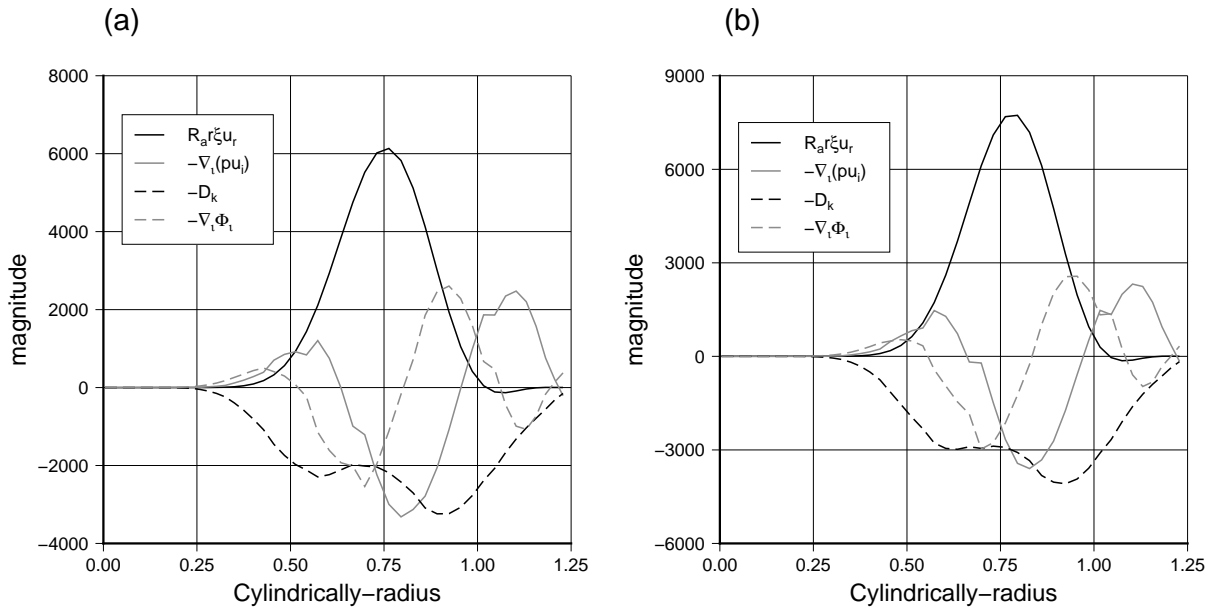 (a)
8000
6000
4000
2000
0
−2000
−4000
magnitude
Rₐrξuᵣ
−∇ᵢ(puᵢ)
−Dₖ
−∇ᵢΦᵢ
0.00 0.25 0.50 0.75 1.00 1.25
Cylindrically−radius
(b)
9000
6000
3000
0
−3000
−6000
magnitude
Rₐrξuᵣ
−∇ᵢ(puᵢ)
−Dₖ
−∇ᵢΦᵢ
0.00 0.25 0.50 0.75 1.00 1.25
Cylindrically−radius